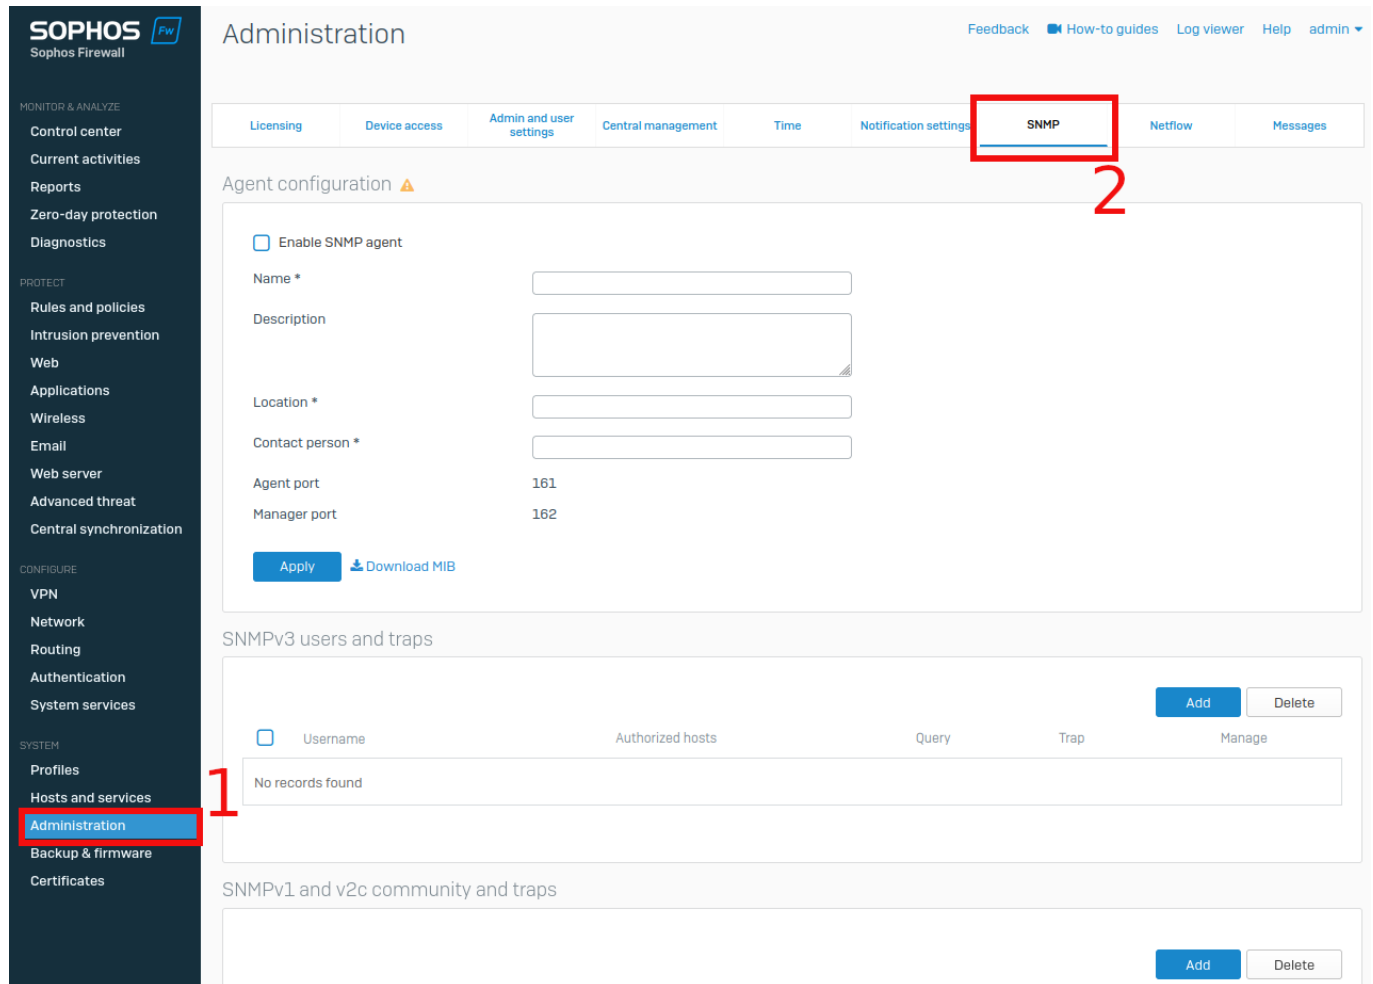 SOPHOS Fw
Sophos Firewall
Administration
Feedback How-to guides Log viewer Help admin
MONITOR & ANALYZE
Control center
Current activities
Reports
Zero-day protection
Diagnostics
PROTECT
Rules and policies
Intrusion prevention
Web
Applications
Wireless
Email
Web server
Advanced threat
Central synchronization
CONFIGURE
VPN
Network
Routing
Authentication
System services
SYSTEM
Profiles
Hosts and services
Administration
Backup & firmware
Certificates
1
Licensing
Device access
Admin and user
settings
Central management
Time
Notification settings
SNMP
Netflow
Messages
2
Agent configuration
Enable SNMP agent
Name *
Description
Location *
Contact person *
Agent port 161
Manager port 162
Apply Download MIB
SNMPv3 users and traps
Add Delete
Username Authorized hosts Query Trap Manage
No records found
SNMPv1 and v2c community and traps
Add Delete